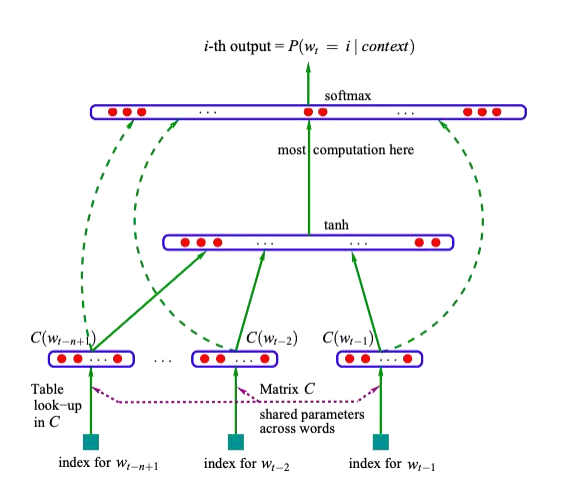 i-th output = P(w_t = i | context)
softmax
... ...
most computation here
tanh
... ...
C(w_{t−n+1}) C(w_{t−2}) C(w_{t−1})
... ... ... ...
Table
look−up
in C
Matrix C
shared parameters
across words
index for w_{t−n+1} index for w_{t−2} index for w_{t−1}